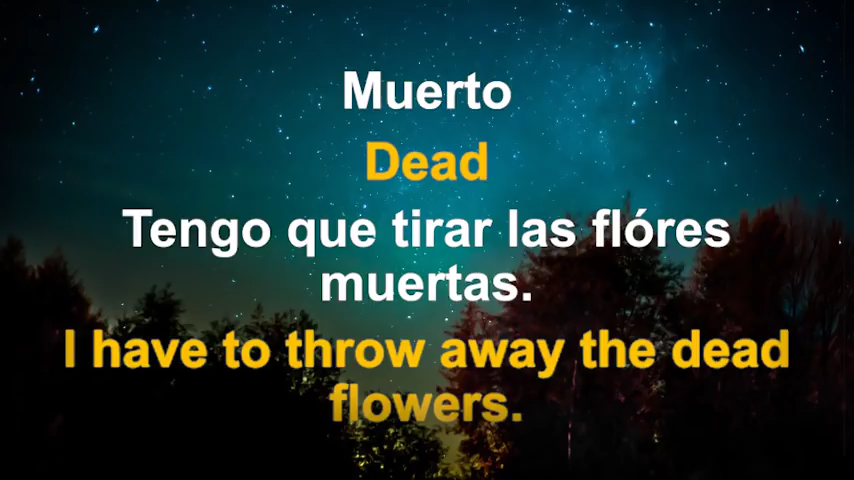 Muerto
Dead
Tengo que tirar las flóres
muertas.
I have to throw away the dead
flowers.